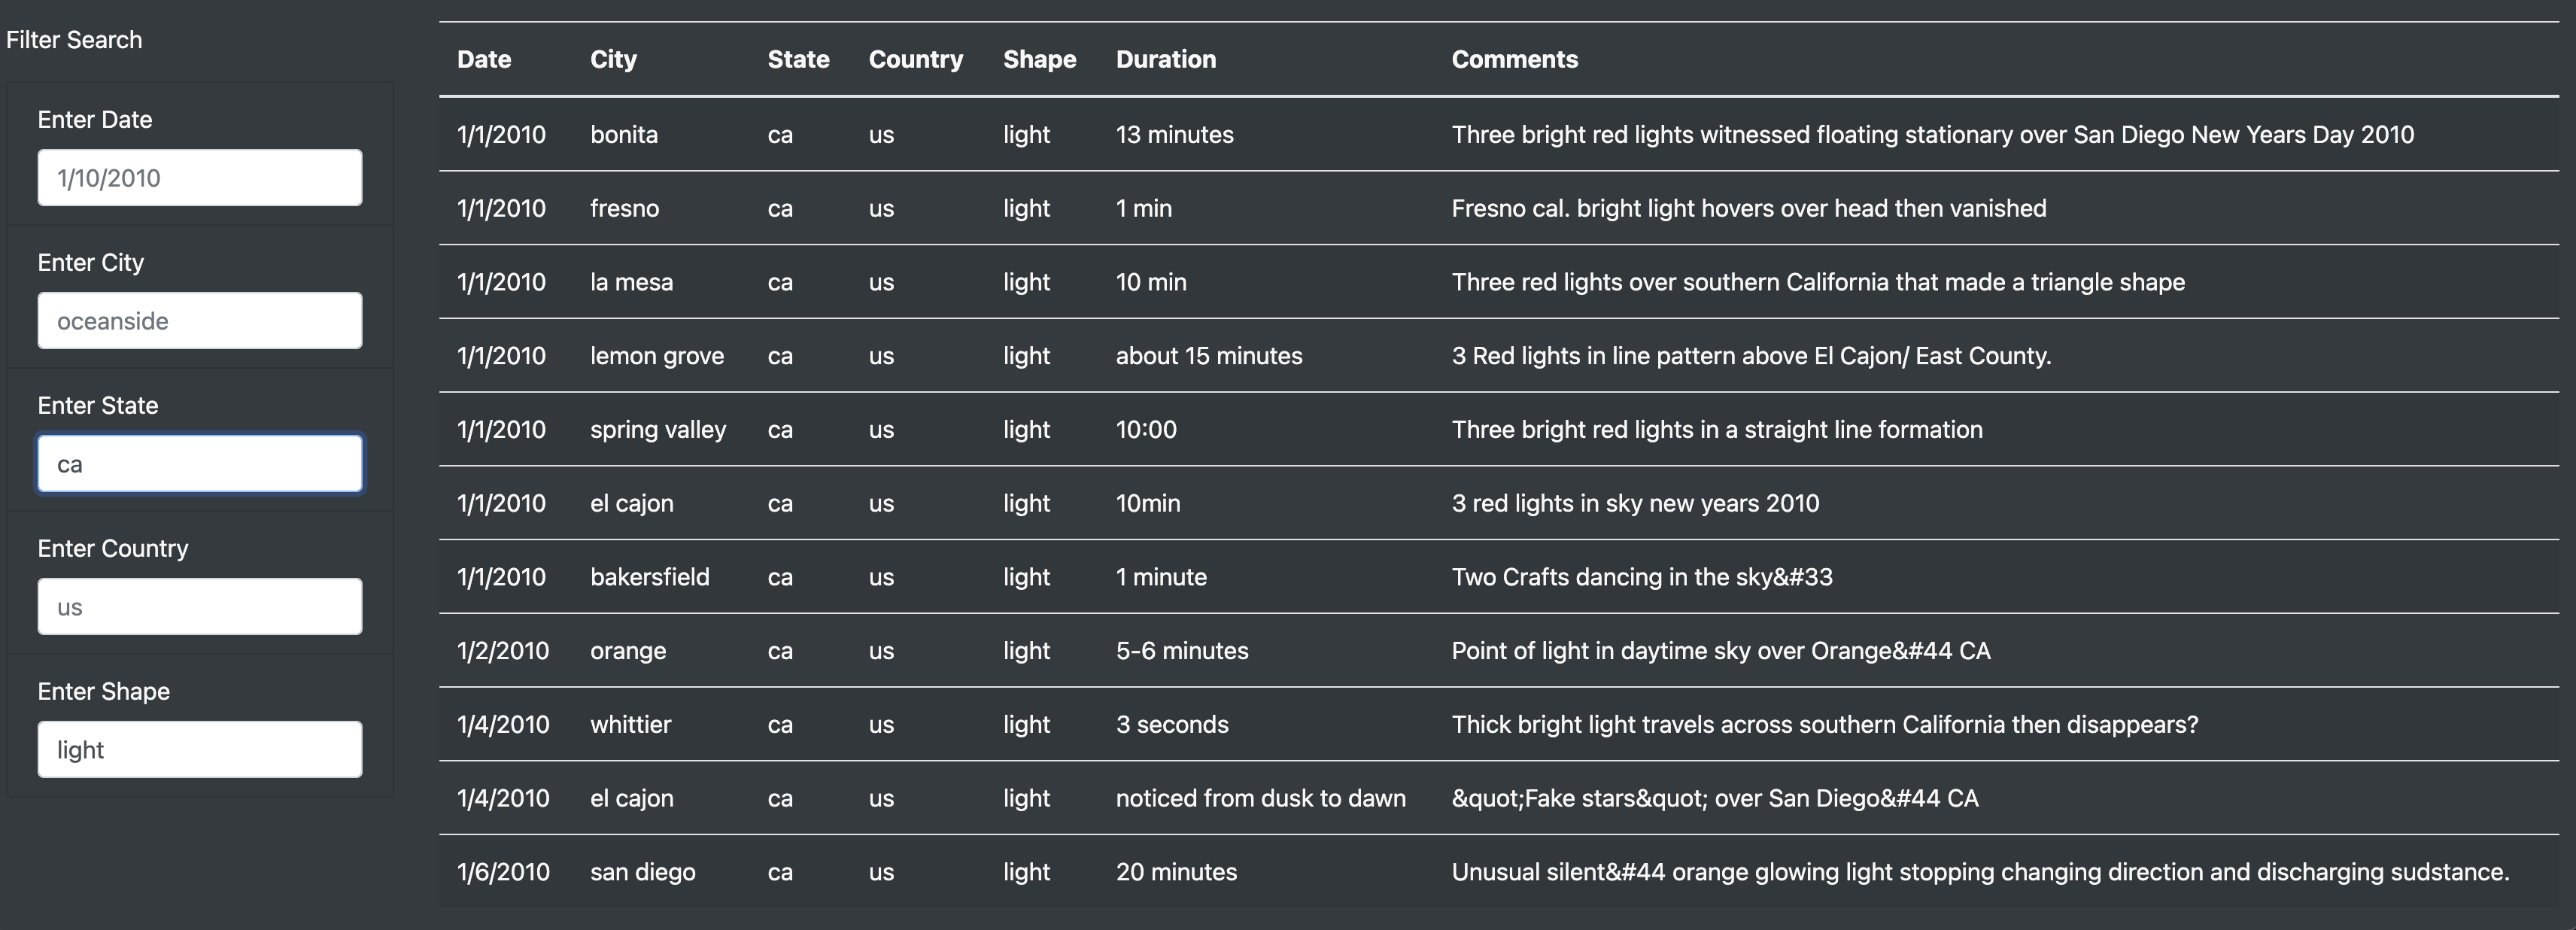 Filter Search
Enter Date
1/10/2010
Enter City
oceanside
Enter State
ca
Enter Country
us
Enter Shape
light
Date City State Country Shape Duration Comments
1/1/2010 bonita ca us light 13 minutes Three bright red lights witnessed floating stationary over San Diego New Years Day 2010
1/1/2010 fresno ca us light 1 min Fresno cal. bright light hovers over head then vanished
1/1/2010 la mesa ca us light 10 min Three red lights over southern California that made a triangle shape
1/1/2010 lemon grove ca us light about 15 minutes 3 Red lights in line pattern above El Cajon/ East County.
1/1/2010 spring valley ca us light 10:00 Three bright red lights in a straight line formation
1/1/2010 el cajon ca us light 10min 3 red lights in sky new years 2010
1/1/2010 bakersfield ca us light 1 minute Two Crafts dancing in the sky&#33
1/2/2010 orange ca us light 5-6 minutes Point of light in daytime sky over Orange&#44 CA
1/4/2010 whittier ca us light 3 seconds Thick bright light travels across southern California then disappears?
1/4/2010 el cajon ca us light noticed from dusk to dawn &quot;Fake stars&quot; over San Diego&#44 CA
1/6/2010 san diego ca us light 20 minutes Unusual silent&#44 orange glowing light stopping changing direction and discharging sudstance.